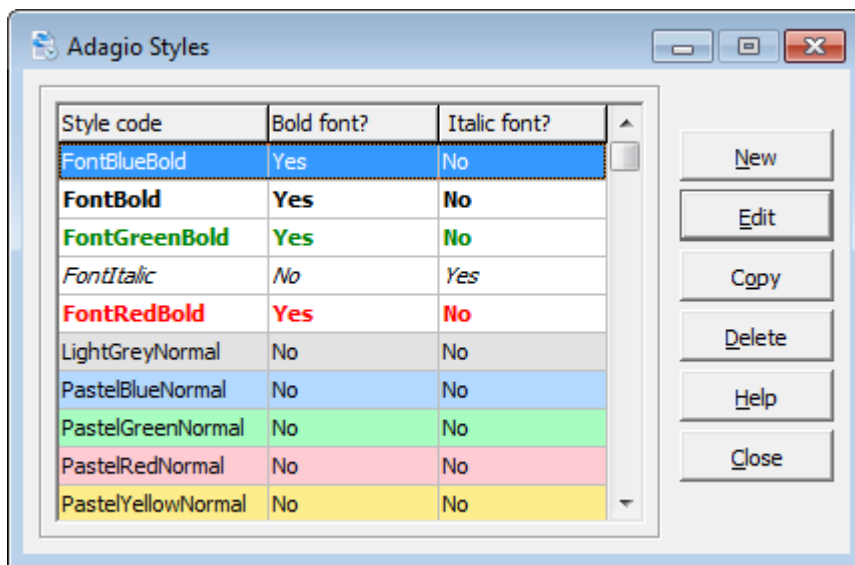 Adagio Styles
Style code Bold font? Italic font?
FontBlueBold Yes No
FontBold Yes No
FontGreenBold Yes No
FontItalic No Yes
FontRedBold Yes No
LightGreyNormal No No
PastelBlueNormal No No
PastelGreenNormal No No
PastelRedNormal No No
PastelYellowNormal No No
New
Edit
Copy
Delete
Help
Close